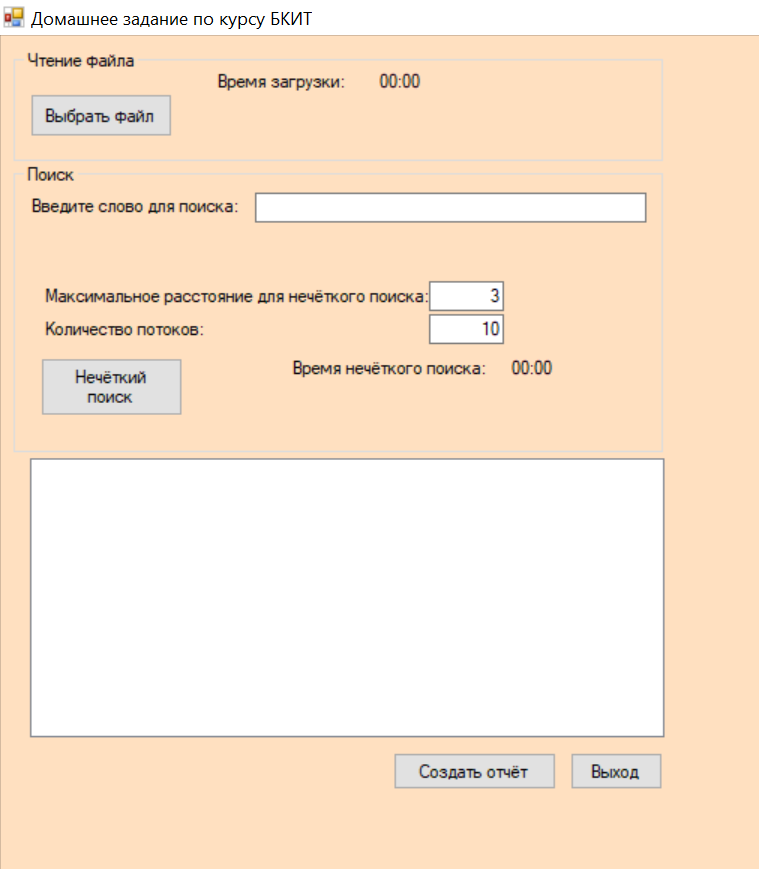 Домашнее задание по курсу БКИТ
Чтение файла
Время загрузки: 00:00
Выбрать файл
Поиск
Введите слово для поиска:
Максимальное расстояние для нечёткого поиска: 3
Количество потоков: 10
Время нечёткого поиска: 00:00
Нечёткий
поиск
Создать отчёт Выход